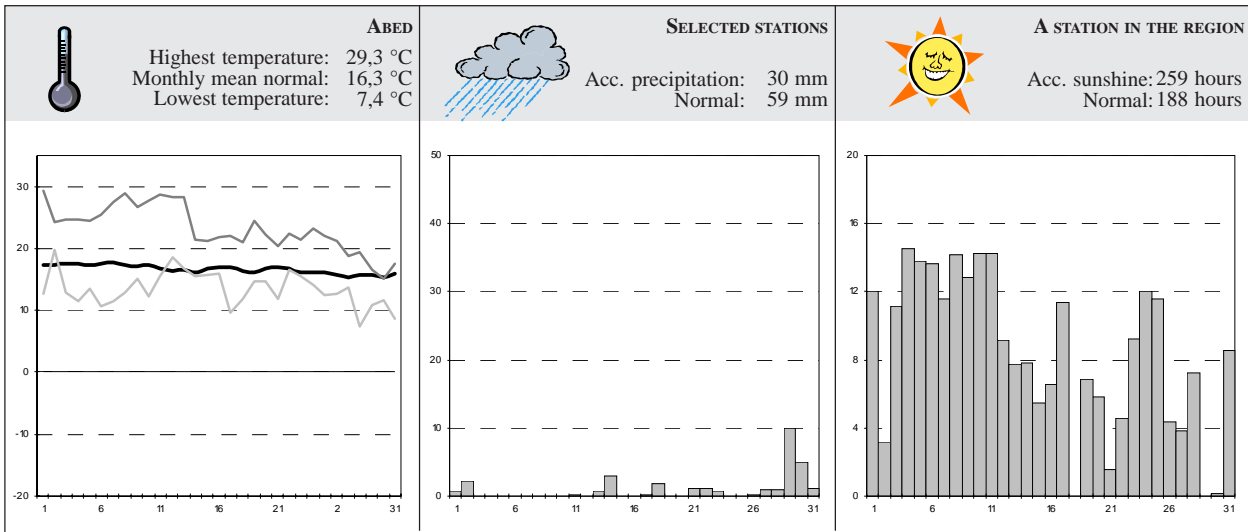 ABED
Highest temperature: 29,3 °C
Monthly mean normal: 16,3 °C
Lowest temperature: 7,4 °C
30
20
10
0
-10
-20
1 6 11 16 21 2 31
SELECTED STATIONS
Acc. precipitation: 30 mm
Normal: 59 mm
50
40
30
20
10
0
1 6 11 16 21 26 31
A STATION IN THE REGION
Acc. sunshine: 259 hours
Normal: 188 hours
20
16
12
8
4
0
1 6 11 16 21 26 31